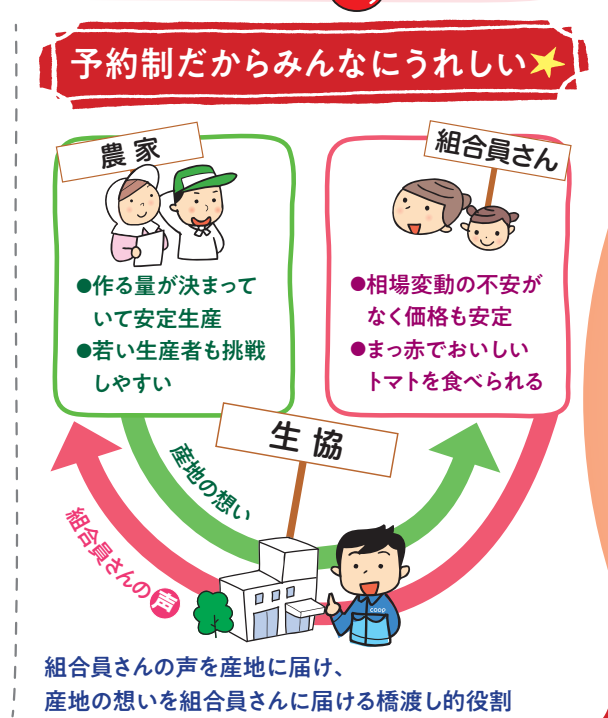 予約制だからみんなにうれしい
農家
組合員さん
●作る量が決まって
いて安定生産
●若い生産者も挑戦
しやすい
●相場変動の不安が
なく価格も安定
●まっ赤でおいしい
トマトを食べられる
生協
産地の想い
組合員さんの声
coop
組合員さんの声を産地に届け、
産地の想いを組合員さんに届ける橋渡し的役割